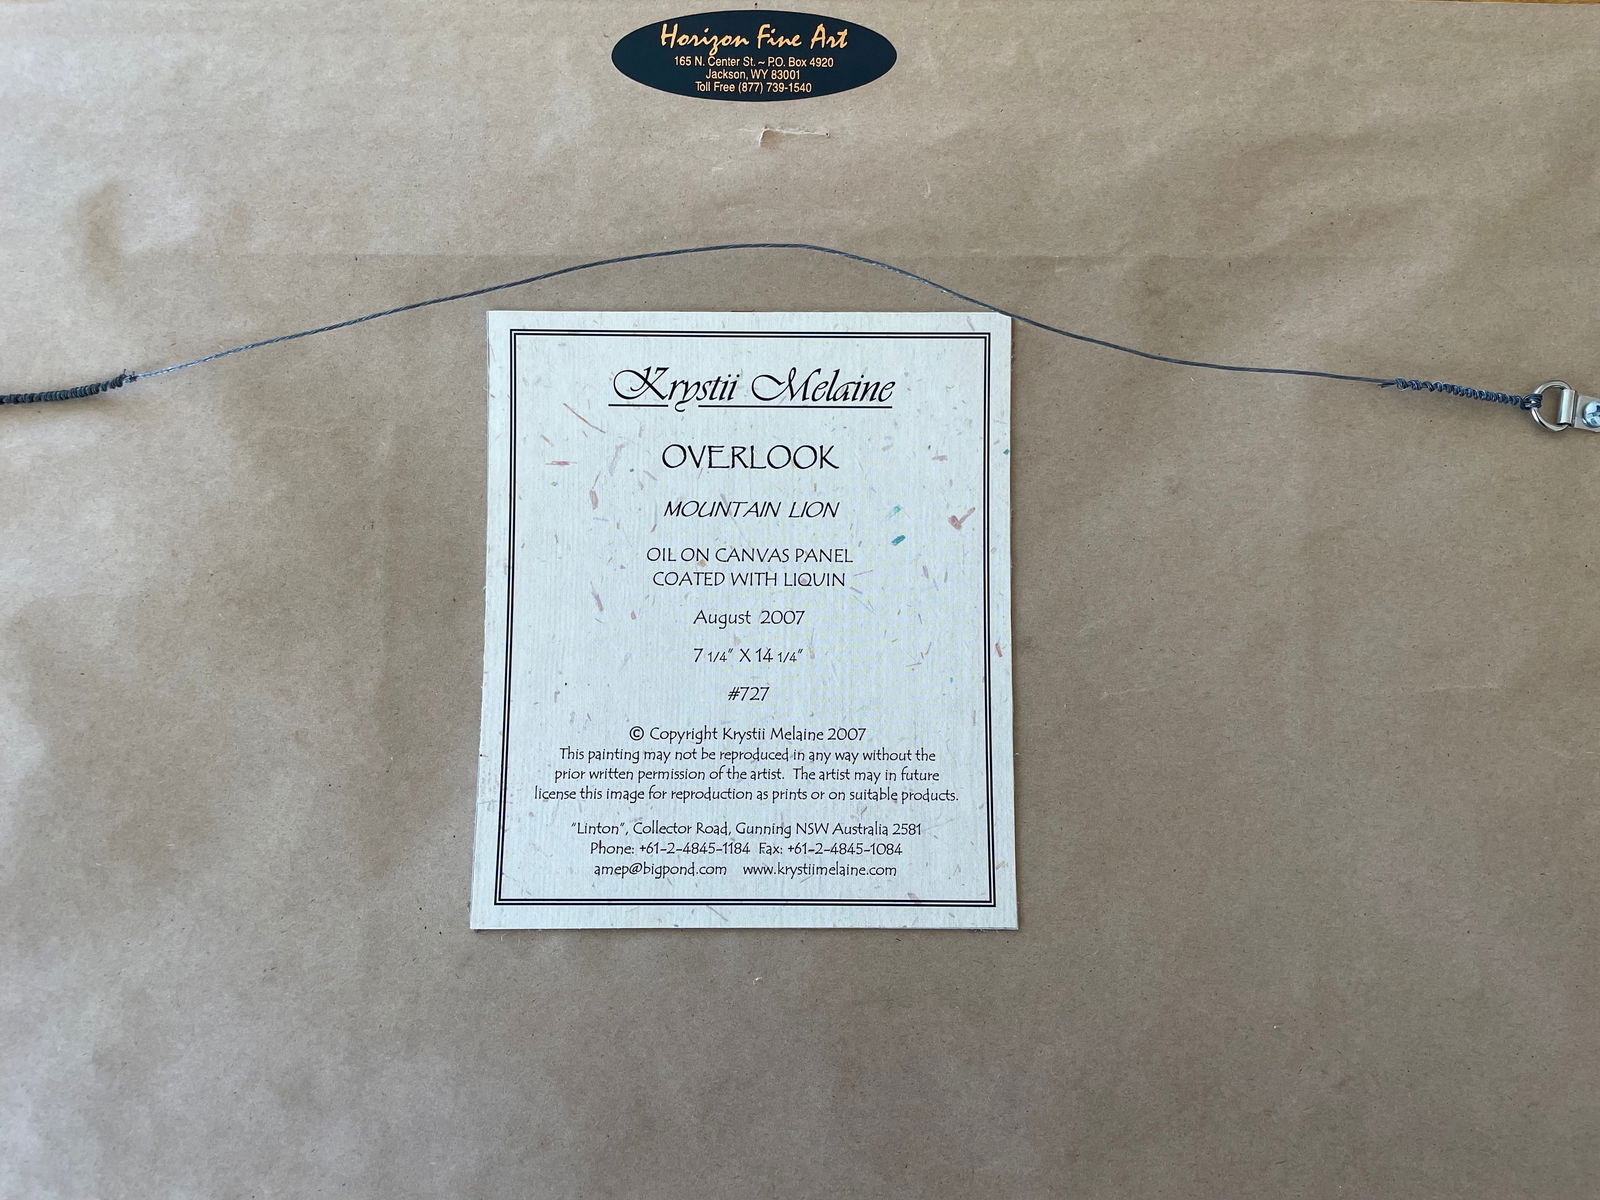 Horizon Fine Art
165 N. Center St. ~ P.O. Box 4920
Jackson, WY 83001
Toll Free (877) 739-1540
Krystii Melaine
OVERLOOK
MOUNTAIN LION
OIL ON CANVAS PANEL
COATED WITH LIQUIN
August 2007
7 1/4" X 14 1/4"
#727
© Copyright Krystii Melaine 2007
This painting may not be reproduced in any way without the
prior written permission of the artist. The artist may in future
license this image for reproduction as prints or on suitable products.
"Linton", Collector Road, Gunning NSW Australia 2581
Phone: +61-2-4845-1184 Fax: +61-2-4845-1084
amep@bigpond.com www.krystiimelaine.com